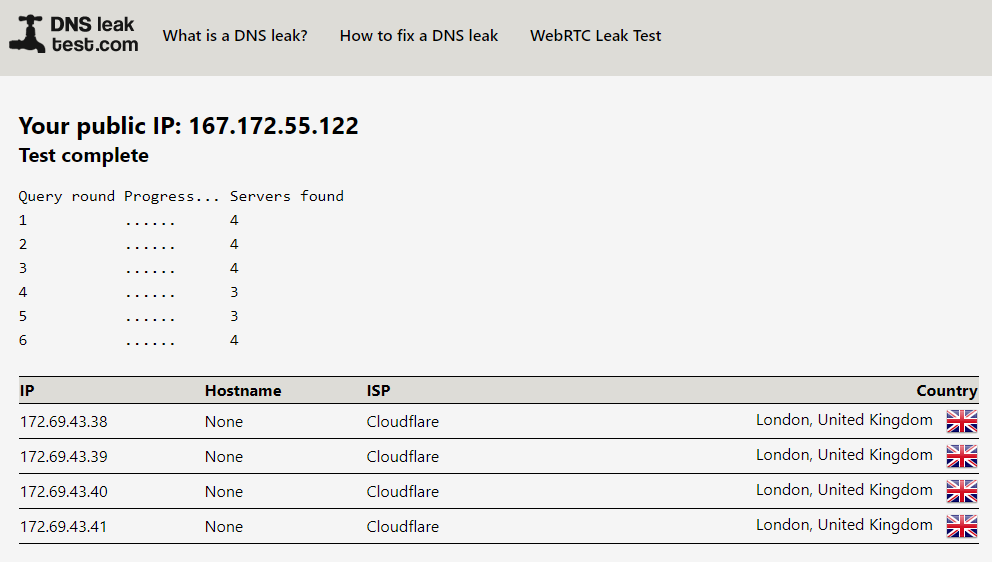 DNS leak
test.com
What is a DNS leak? How to fix a DNS leak WebRTC Leak Test
Your public IP: 167.172.55.122
Test complete
Query round Progress... Servers found
1 ...... 4
2 ...... 4
3 ...... 4
4 ...... 3
5 ...... 3
6 ...... 4
IP Hostname ISP Country
172.69.43.38 None Cloudflare London, United Kingdom
172.69.43.39 None Cloudflare London, United Kingdom
172.69.43.40 None Cloudflare London, United Kingdom
172.69.43.41 None Cloudflare London, United Kingdom